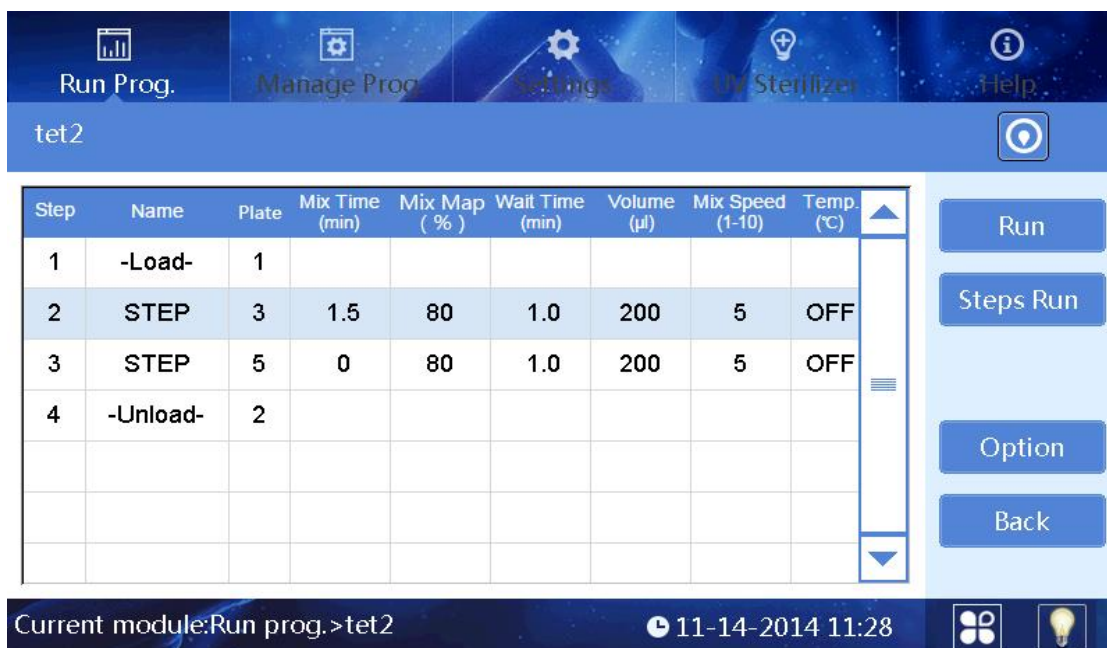 Run Prog. Manage Prog. Settings UV Sterilizer Help
tet2
Step Name Plate Mix Time (min) Mix Map ( % ) Wait Time (min) Volume (µl) Mix Speed (1-10) Temp. (℃)
1 -Load- 1
2 STEP 3 1.5 80 1.0 200 5 OFF
3 STEP 5 0 80 1.0 200 5 OFF
4 -Unload- 2
Run
Steps Run
Option
Back
Current module:Run prog.>tet2 11-14-2014 11:28